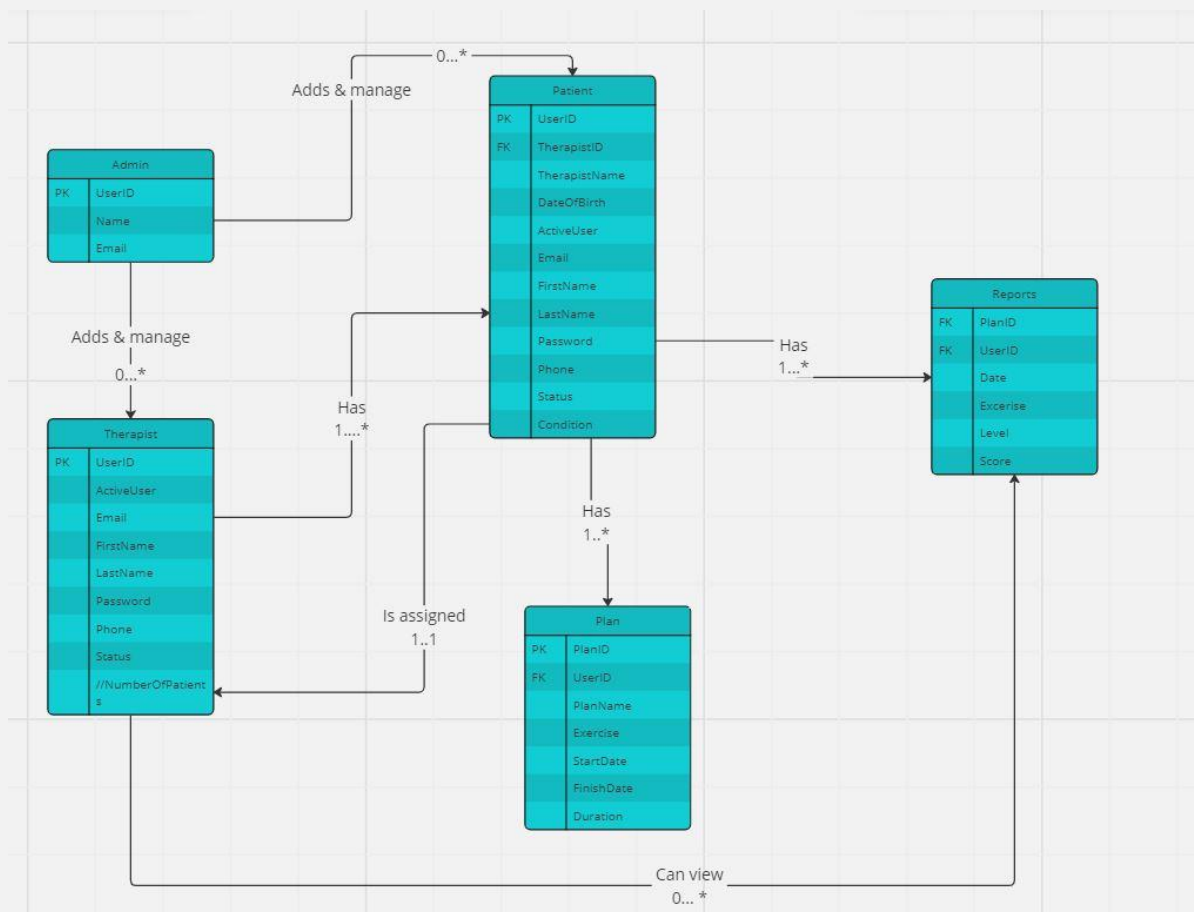 0...*
Adds & manage
Patient
PK UserID
FK TherapistID
TherapistName
DateOfBirth
ActiveUser
Email
FirstName
LastName
Password
Phone
Status
Condition
Admin
PK UserID
Name
Email
Adds & manage
0...*
Has
1....*
Therapist
PK UserID
ActiveUser
Email
FirstName
LastName
Password
Phone
Status
//NumberOfPatient
s
Is assigned
1..1
Has
1...*
Reports
FK PlanID
FK UserID
Date
Excerise
Level
Score
Has
1..*
Plan
PK PlanID
FK UserID
PlanName
Exercise
StartDate
FinishDate
Duration
Can view
0... *